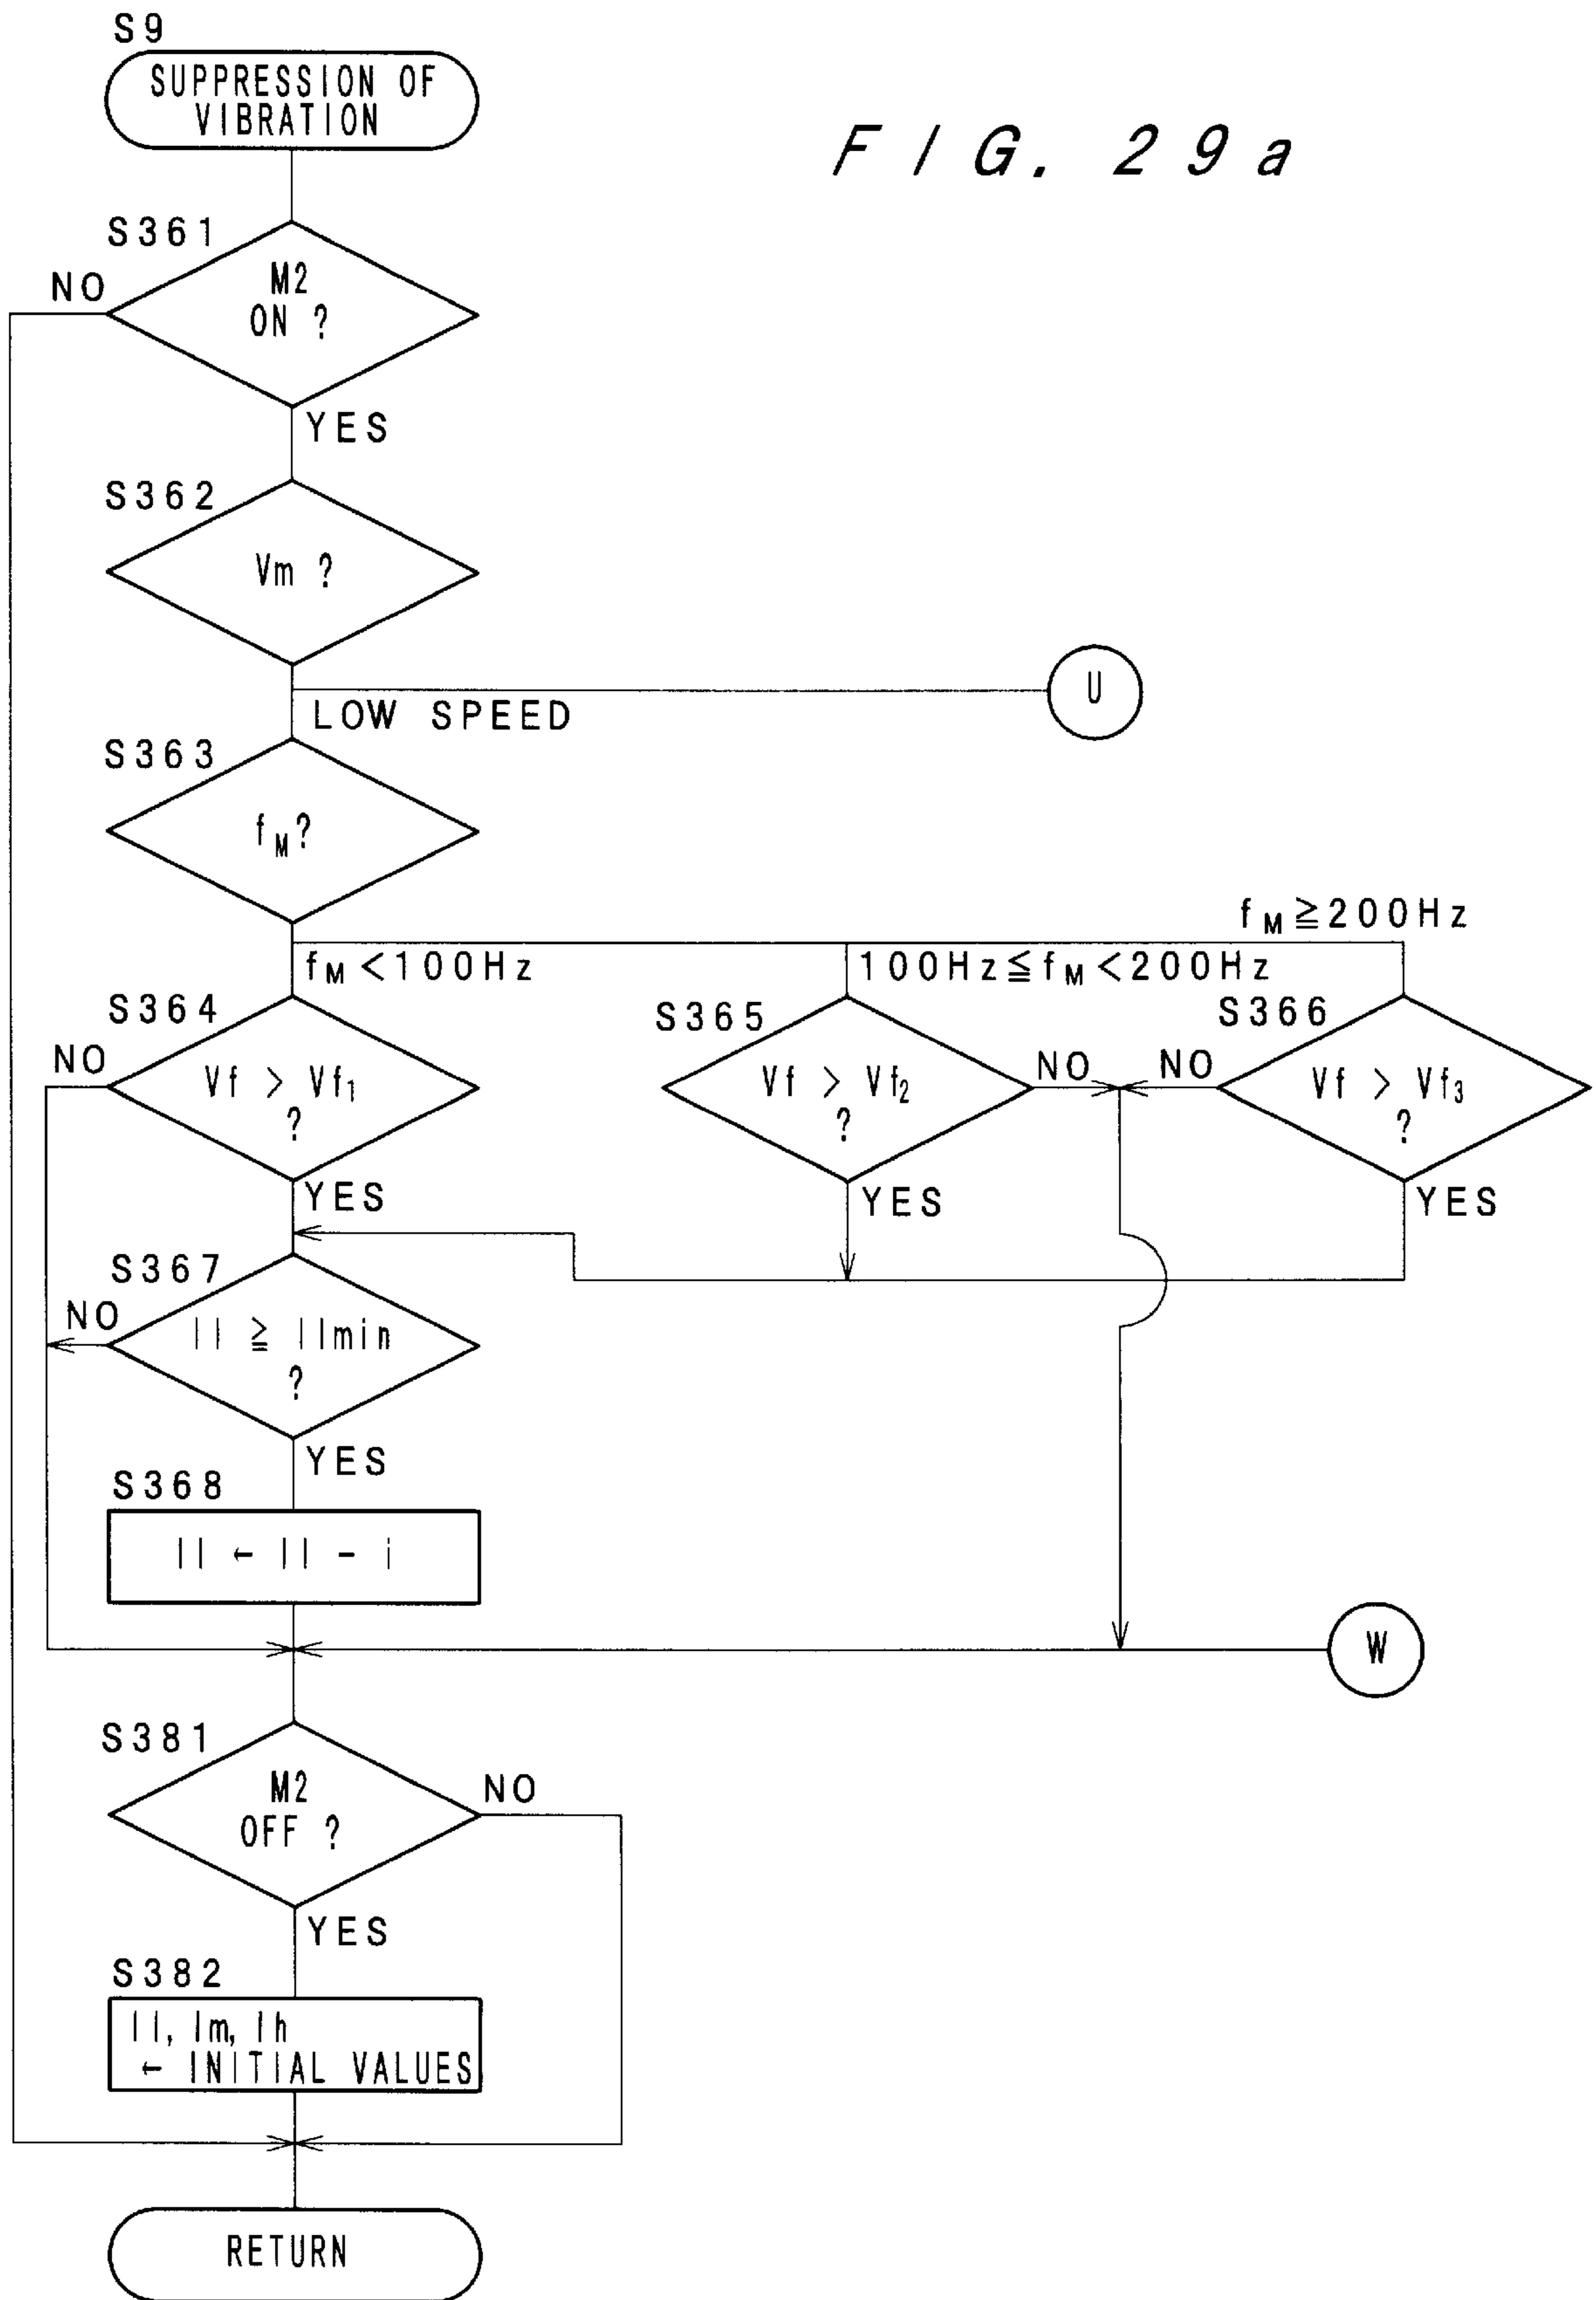 S9
SUPPRESSION OF
VIBRATION
FIG. 29a
S361
M2
ON ?
NO
YES
S362
Vm ?
U
LOW SPEED
S363
fM?
fM≧200Hz
fM<100Hz
100Hz≦fM<200Hz
S364
S365
S366
NO
Vf > Vf1
?
Vf > Vf2
?
NO
NO
Vf > Vf3
?
YES
YES
YES
S367
NO
Il ≧ Ilmin
?
YES
S368
Il ← Il - i
W
S381
M2
OFF ?
NO
YES
S382
Il, Im, Ih
← INITIAL VALUES
RETURN